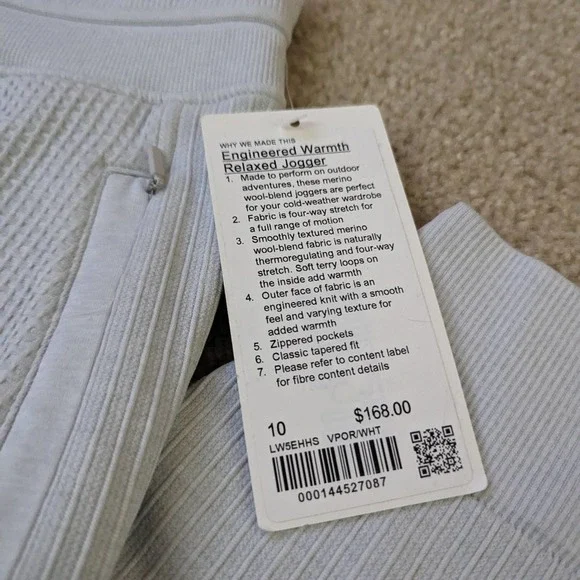 WHY WE MADE THIS
Engineered Warmth
Relaxed Jogger
1. Made to perform on outdoor
adventures, these merino
wool-blend joggers are perfect
for your cold-weather wardrobe
2. Fabric is four-way stretch for
a full range of motion
3. Smoothly textured merino
wool-blend fabric is naturally
thermoregulating and four-way
stretch. Soft terry loops on
the inside add warmth
4. Outer face of fabric is an
engineered knit with a smooth
feel and varying texture for
added warmth
5. Zippered pockets
6. Classic tapered fit
7. Please refer to content label
for fibre content details
10 $168.00
LW5EHHS VPOR/WHT
000144527087